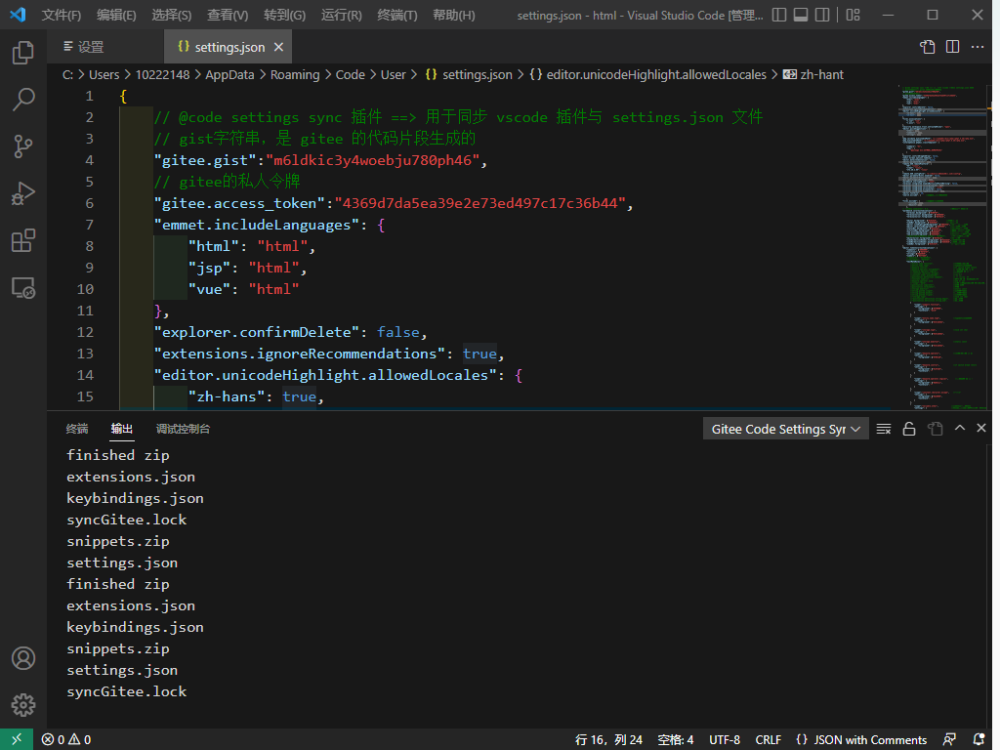 文件(F) 编辑(E) 选择(S) 查看(V) 转到(G) 运行(R) 终端(T) 帮助(H) settings.json - html - Visual Studio Code [管理...
设置 settings.json
C: > Users > 10222148 > AppData > Roaming > Code > User > {} settings.json > {} editor.unicodeHighlight.allowedLocales > zh-hant
1 {
2 // @code settings sync 插件 ==> 用于同步 vscode 插件与 settings.json 文件
3 // gist字符串，是 gitee 的代码片段生成的
4 "gitee.gist":"m6ldkic3y4woebju780ph46",
5 // gitee的私人令牌
6 "gitee.access_token":"4369d7da5ea39e2e73ed497c17c36b44",
7 "emmet.includeLanguages": {
8 "html": "html",
9 "jsp": "html",
10 "vue": "html"
11 },
12 "explorer.confirmDelete": false,
13 "extensions.ignoreRecommendations": true,
14 "editor.unicodeHighlight.allowedLocales": {
15 "zh-hans": true,
终端 输出 调试控制台 Gitee Code Settings Syr
finished zip
extensions.json
keybindings.json
syncGitee.lock
snippets.zip
settings.json
finished zip
extensions.json
keybindings.json
snippets.zip
settings.json
syncGitee.lock
0 0 行 16，列 24 空格: 4 UTF-8 CRLF {} JSON with Comments